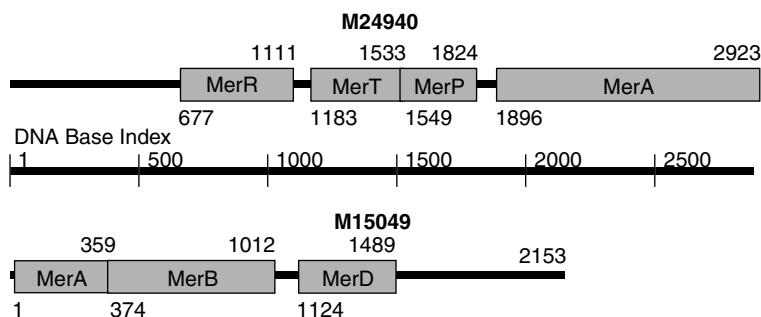 M24940
1111 1533 1824 2923
MerR MerT MerP MerA
677 1183 1549 1896
DNA Base Index
1 500 1000 1500 2000 2500
M15049
359 1012 1489 2153
MerA MerB MerD
1 374 1124